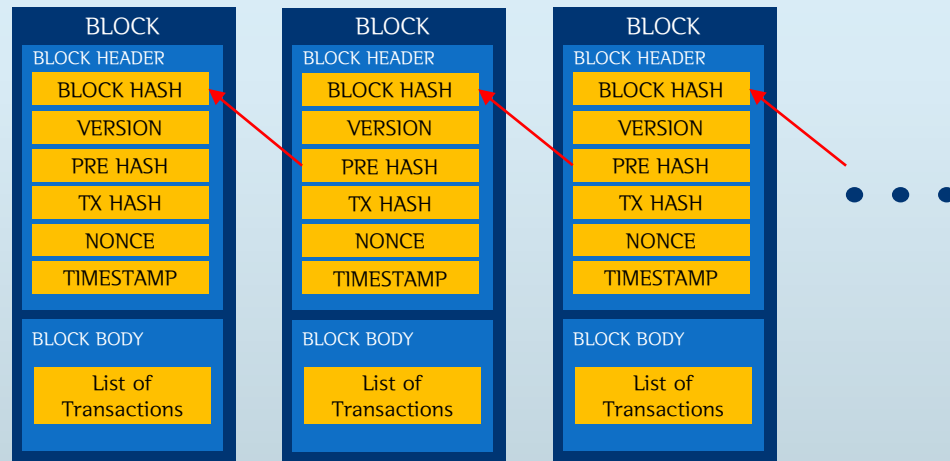 BLOCK
BLOCK HEADER
BLOCK HASH
VERSION
PRE HASH
TX HASH
NONCE
TIMESTAMP
BLOCK BODY
List of
Transactions
BLOCK
BLOCK HEADER
BLOCK HASH
VERSION
PRE HASH
TX HASH
NONCE
TIMESTAMP
BLOCK BODY
List of
Transactions
BLOCK
BLOCK HEADER
BLOCK HASH
VERSION
PRE HASH
TX HASH
NONCE
TIMESTAMP
BLOCK BODY
List of
Transactions